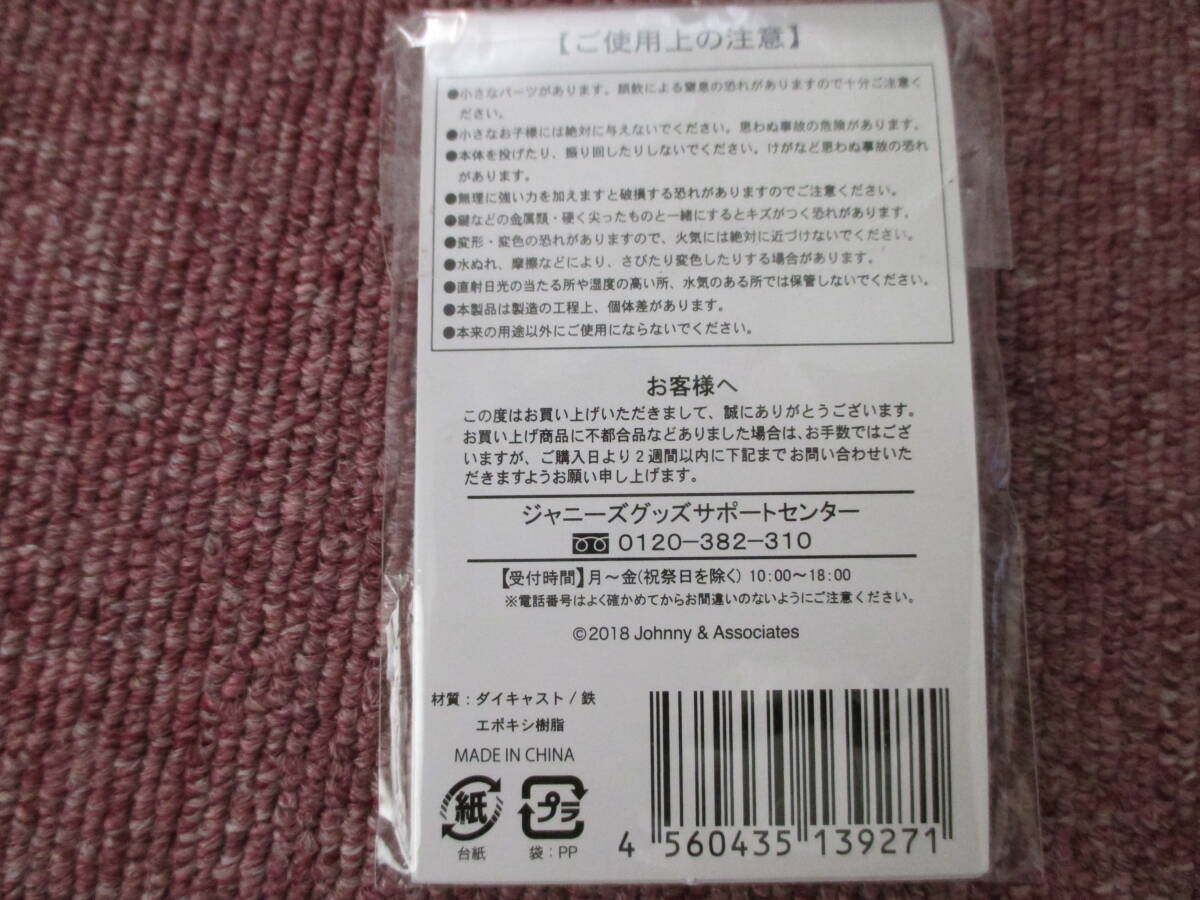 【ご使用上の注意】
●小さなパーツがあります。誤飲による窒息の恐れがありますので十分ご注意く
ださい。
●小さなお子様には絶対に与えないでください。思わぬ事故の危険があります。
●本体を投げたり、振り回したりしないでください。けがなど思わぬ事故の恐れ
があります。
●無理に強い力を加えますと破損する恐れがありますのでご注意ください。
●鍵などの金属類・硬く尖ったものと一緒にするとキズがつく恐れがあります。
●変形・変色の恐れがありますので、火気には絶対に近づけないでください。
●水ぬれ、摩擦などにより、さびたり変色したりする場合があります。
●直射日光の当たる所や湿度の高い所、水気のある所では保管しないでください。
●本製品は製造の工程上、個体差があります。
●本来の用途以外にご使用にならないでください。
お客様へ
この度はお買い上げいただきまして、誠にありがとうございます。
お買い上げ商品に不都合品などありました場合は、お手数ではござ
いますが、ご購入日より2週間以内に下記までお問い合わせいた
だきますようお願い申し上げます。
ジャニーズグッズサポートセンター
0120-382-310
【受付時間】月～金(祝祭日を除く) 10:00～18:00
※電話番号はよく確かめてからお間違いのないようにご注意ください。
©2018 Johnny & Associates
材質：ダイキャスト / 鉄
エポキシ樹脂
MADE IN CHINA
紙 プラ
台紙 袋：PP
4 560435 139271